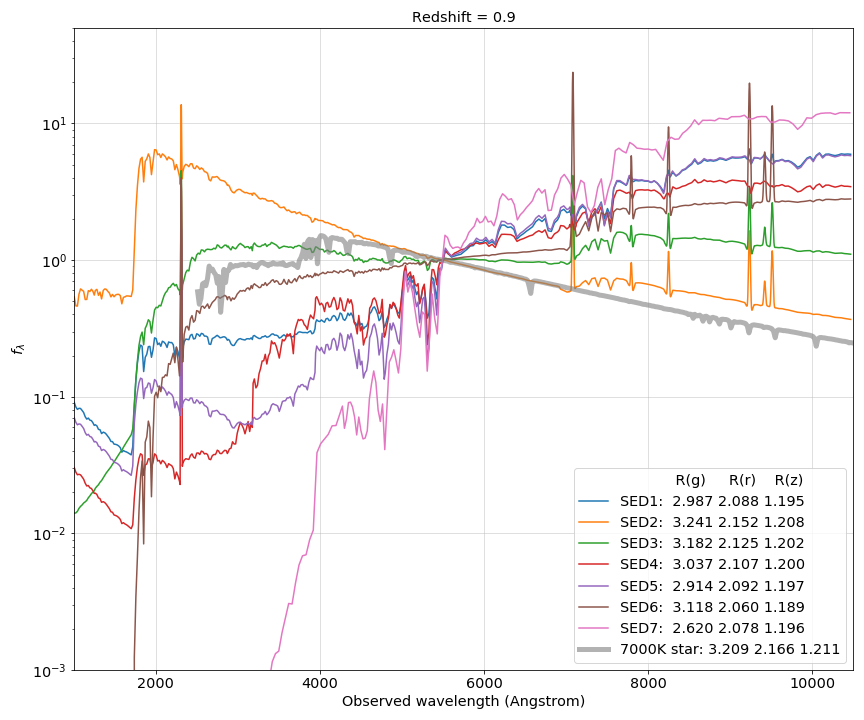 Redshift = 0.9
10¹
10⁰
10⁻¹
10⁻²
10⁻³
f_λ
R(g) R(r) R(z)
SED1: 2.987 2.088 1.195
SED2: 3.241 2.152 1.208
SED3: 3.182 2.125 1.202
SED4: 3.037 2.107 1.200
SED5: 2.914 2.092 1.197
SED6: 3.118 2.060 1.189
SED7: 2.620 2.078 1.196
7000K star: 3.209 2.166 1.211
2000 4000 6000 8000 10000
Observed wavelength (Angstrom)